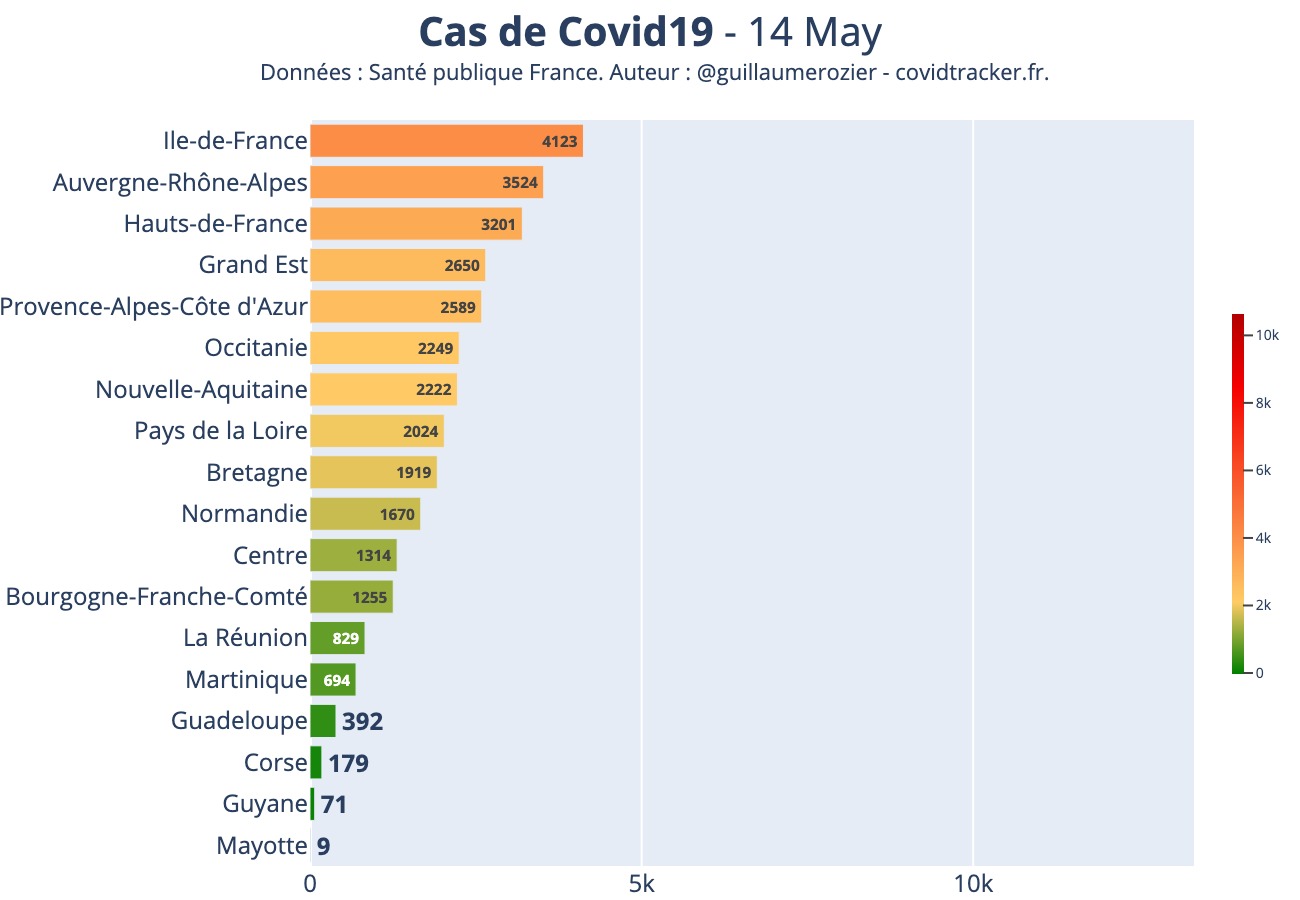 Cas de Covid19 - 14 May
Données : Santé publique France. Auteur : @guillaumerozier - covidtracker.fr.
Ile-de-France 4123
Auvergne-Rhône-Alpes 3524
Hauts-de-France 3201
Grand Est 2650
Provence-Alpes-Côte d'Azur 2589
Occitanie 2249
Nouvelle-Aquitaine 2222
Pays de la Loire 2024
Bretagne 1919
Normandie 1670
Centre 1314
Bourgogne-Franche-Comté 1255
La Réunion 829
Martinique 694
Guadeloupe 392
Corse 179
Guyane 71
Mayotte 9
0 5k 10k
10k
8k
6k
4k
2k
0